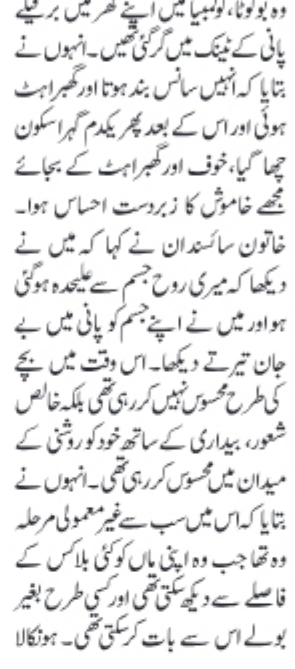 وہ بوگوٹا، کولمبیا میں اپنے گھر میں برفیلے
پانی کے ٹینک میں گر گئی تھیں۔ انہوں نے
بتایا کہ انہیں سانس بند ہوتا اور گھبراہٹ
ہوئی اور اس کے بعد پھر یکدم گہرا سکون
چھا گیا، خوف اور گھبراہٹ کے بجائے
مجھے خاموش کا زبردست احساس ہوا۔
خاتون سائنسدان نے کہا کہ میں نے
دیکھا کہ میری روح جسم سے علیحدہ ہوگئی
ہو اور میں نے اپنے جسم کو پانی میں بے
جان تیرتے دیکھا۔ اس وقت میں بچے
کی طرح محسوس نہیں کر رہی تھی بلکہ خالص
شعور، بیداری کے ساتھ خود کو روشنی کے
میدان میں محسوس کر رہی تھی۔ انہوں نے
بتایا کہ اس میں سب سے غیر معمولی مرحلہ
وہ تھا جب وہ اپنی ماں کو کئی بلاکس کے
فاصلے سے دیکھ سکتی تھی اور کسی طرح بغیر
بولے اس سے بات کر سکتی تھی۔ ہونکالا